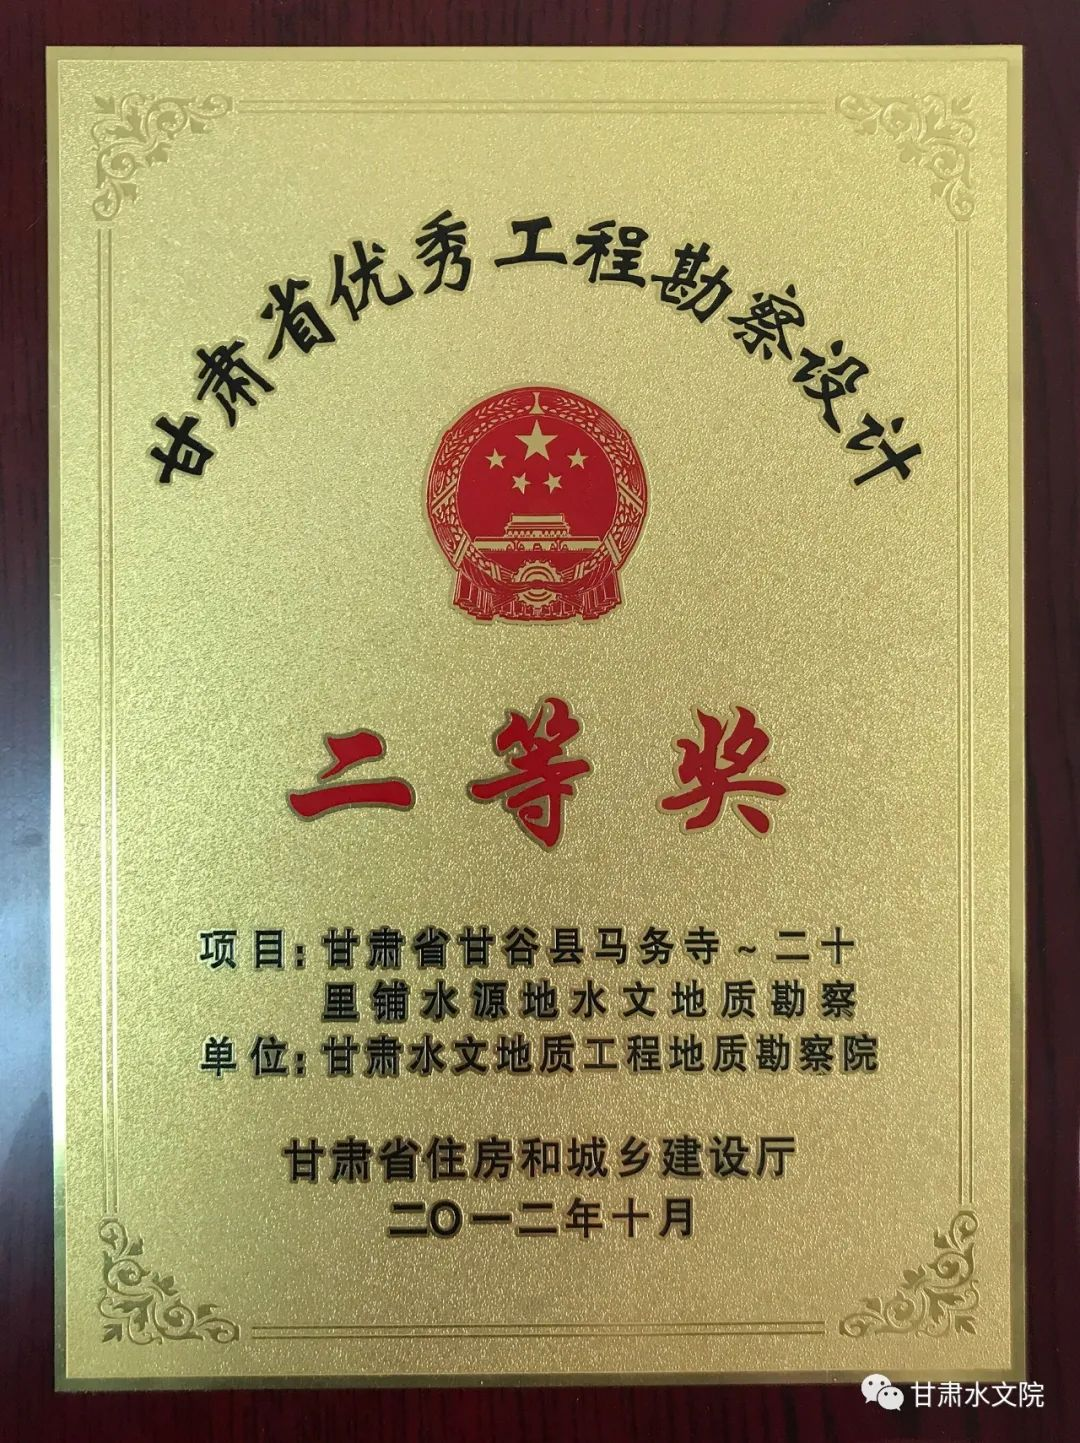 甘肃省优秀工程勘察设计
二等奖
项目：甘肃省甘谷县马务寺～二十
里铺水源地水文地质勘察
单位：甘肃水文地质工程地质勘察院
甘肃省住房和城乡建设厅
二〇一二年十月
甘肃水文院